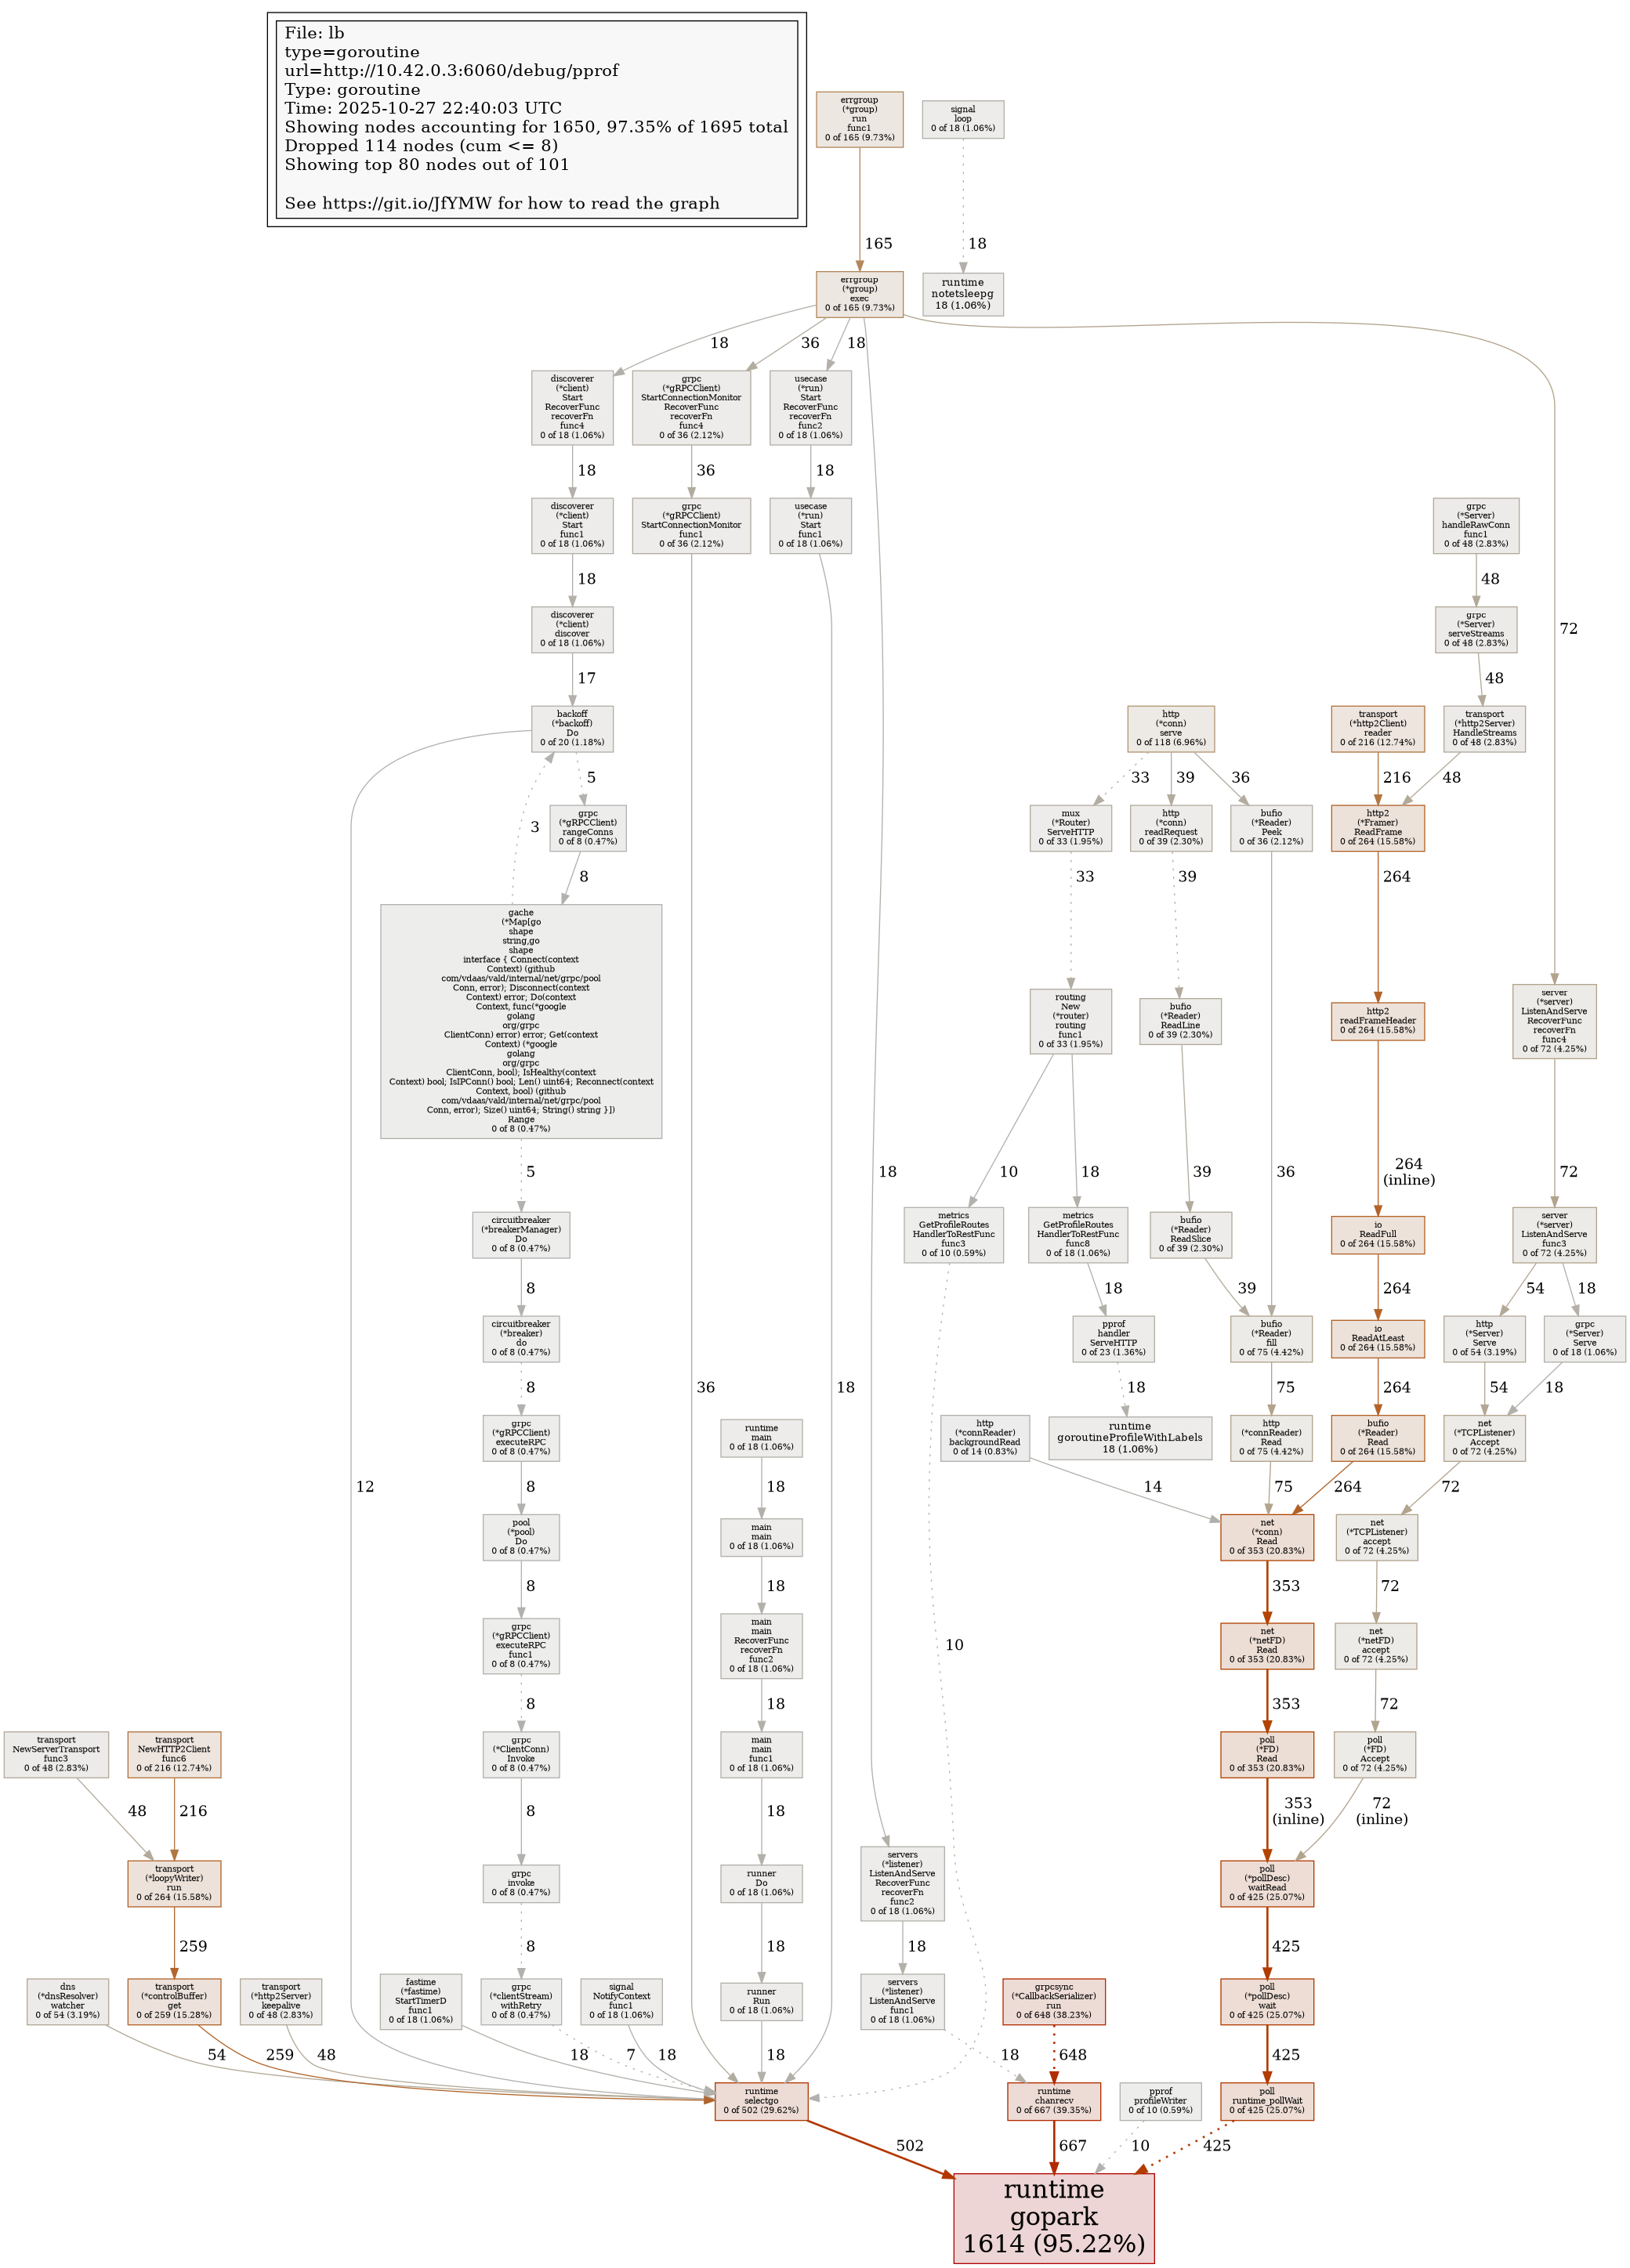 File: lb
type=goroutine
url=http://10.42.0.3:6060/debug/pprof
Type: goroutine
Time: 2025-10-27 22:40:03 UTC
Showing nodes accounting for 1650, 97.35% of 1695 total
Dropped 114 nodes (cum <= 8)
Showing top 80 nodes out of 101
See https://git.io/JfYMW for how to read the graph
errgroup
(*group)
run
func1
0 of 165 (9.73%)
signal
loop
0 of 18 (1.06%)
165
18
errgroup
(*group)
exec
0 of 165 (9.73%)
runtime
notetsleepg
18 (1.06%)
18
36
18
18
72
discoverer
(*client)
Start
RecoverFunc
recoverFn
func4
0 of 18 (1.06%)
grpc
(*gRPCClient)
StartConnectionMonitor
RecoverFunc
recoverFn
func4
0 of 36 (2.12%)
usecase
(*run)
Start
RecoverFunc
recoverFn
func2
0 of 18 (1.06%)
18
36
18
discoverer
(*client)
Start
func1
0 of 18 (1.06%)
grpc
(*gRPCClient)
StartConnectionMonitor
func1
0 of 36 (2.12%)
usecase
(*run)
Start
func1
0 of 18 (1.06%)
grpc
(*Server)
handleRawConn
func1
0 of 48 (2.83%)
18
48
discoverer
(*client)
discover
0 of 18 (1.06%)
grpc
(*Server)
serveStreams
0 of 48 (2.83%)
17
48
backoff
(*backoff)
Do
0 of 20 (1.18%)
http
(*conn)
serve
0 of 118 (6.96%)
transport
(*http2Client)
reader
0 of 216 (12.74%)
transport
(*http2Server)
HandleStreams
0 of 48 (2.83%)
5
33
39
36
216
48
3
grpc
(*gRPCClient)
rangeConns
0 of 8 (0.47%)
mux
(*Router)
ServeHTTP
0 of 33 (1.95%)
http
(*conn)
readRequest
0 of 39 (2.30%)
bufio
(*Reader)
Peek
0 of 36 (2.12%)
http2
(*Framer)
ReadFrame
0 of 264 (15.58%)
8
33
39
264
gache
(*Map[go
shape
string,go
shape
interface { Connect(context
Context) (github
com/vdaas/vald/internal/net/grpc/pool
Conn, error); Disconnect(context
Context) error; Do(context
Context, func(*google
golang
org/grpc
ClientConn) error) error; Get(context
Context) (*google
golang
org/grpc
ClientConn, bool); IsHealthy(context
Context) bool; IsIPConn() bool; Len() uint64; Reconnect(context
Context, bool) (github
com/vdaas/vald/internal/net/grpc/pool
Conn, error); Size() uint64; String() string }])
Range
0 of 8 (0.47%)
routing
New
(*router)
routing
func1
0 of 33 (1.95%)
bufio
(*Reader)
ReadLine
0 of 39 (2.30%)
http2
readFrameHeader
0 of 264 (15.58%)
server
(*server)
ListenAndServe
RecoverFunc
recoverFn
func4
0 of 72 (4.25%)
5
10
18
39
36
264
(inline)
72
circuitbreaker
(*breakerManager)
Do
0 of 8 (0.47%)
metrics
GetProfileRoutes
HandlerToRestFunc
func3
0 of 10 (0.59%)
metrics
GetProfileRoutes
HandlerToRestFunc
func8
0 of 18 (1.06%)
bufio
(*Reader)
ReadSlice
0 of 39 (2.30%)
io
ReadFull
0 of 264 (15.58%)
server
(*server)
ListenAndServe
func3
0 of 72 (4.25%)
8
18
39
264
54
18
circuitbreaker
(*breaker)
do
0 of 8 (0.47%)
pprof
handler
ServeHTTP
0 of 23 (1.36%)
bufio
(*Reader)
fill
0 of 75 (4.42%)
io
ReadAtLeast
0 of 264 (15.58%)
http
(*Server)
Serve
0 of 54 (3.19%)
grpc
(*Server)
Serve
0 of 18 (1.06%)
12
8
36
18
18
75
264
54
18
grpc
(*gRPCClient)
executeRPC
0 of 8 (0.47%)
runtime
main
0 of 18 (1.06%)
http
(*connReader)
backgroundRead
0 of 14 (0.83%)
runtime
goroutineProfileWithLabels
18 (1.06%)
http
(*connReader)
Read
0 of 75 (4.42%)
bufio
(*Reader)
Read
0 of 264 (15.58%)
net
(*TCPListener)
Accept
0 of 72 (4.25%)
8
18
14
75
264
72
pool
(*pool)
Do
0 of 8 (0.47%)
main
main
0 of 18 (1.06%)
net
(*conn)
Read
0 of 353 (20.83%)
net
(*TCPListener)
accept
0 of 72 (4.25%)
8
18
353
72
grpc
(*gRPCClient)
executeRPC
func1
0 of 8 (0.47%)
main
main
RecoverFunc
recoverFn
func2
0 of 18 (1.06%)
10
net
(*netFD)
Read
0 of 353 (20.83%)
net
(*netFD)
accept
0 of 72 (4.25%)
8
18
353
72
transport
NewServerTransport
func3
0 of 48 (2.83%)
transport
NewHTTP2Client
func6
0 of 216 (12.74%)
grpc
(*ClientConn)
Invoke
0 of 8 (0.47%)
main
main
func1
0 of 18 (1.06%)
poll
(*FD)
Read
0 of 353 (20.83%)
poll
(*FD)
Accept
0 of 72 (4.25%)
48
216
8
18
353
(inline)
72
(inline)
transport
(*loopyWriter)
run
0 of 264 (15.58%)
grpc
invoke
0 of 8 (0.47%)
runner
Do
0 of 18 (1.06%)
servers
(*listener)
ListenAndServe
RecoverFunc
recoverFn
func2
0 of 18 (1.06%)
poll
(*pollDesc)
waitRead
0 of 425 (25.07%)
259
8
18
18
425
dns
(*dnsResolver)
watcher
0 of 54 (3.19%)
transport
(*controlBuffer)
get
0 of 259 (15.28%)
transport
(*http2Server)
keepalive
0 of 48 (2.83%)
fastime
(*fastime)
StartTimerD
func1
0 of 18 (1.06%)
grpc
(*clientStream)
withRetry
0 of 8 (0.47%)
signal
NotifyContext
func1
0 of 18 (1.06%)
runner
Run
0 of 18 (1.06%)
servers
(*listener)
ListenAndServe
func1
0 of 18 (1.06%)
grpcsync
(*CallbackSerializer)
run
0 of 648 (38.23%)
poll
(*pollDesc)
wait
0 of 425 (25.07%)
54
259
48
18
7
18
18
18
648
425
runtime
selectgo
0 of 502 (29.62%)
runtime
chanrecv
0 of 667 (39.35%)
pprof
profileWriter
0 of 10 (0.59%)
poll
runtime_pollWait
0 of 425 (25.07%)
502
667
10
425
runtime
gopark
1614 (95.22%)